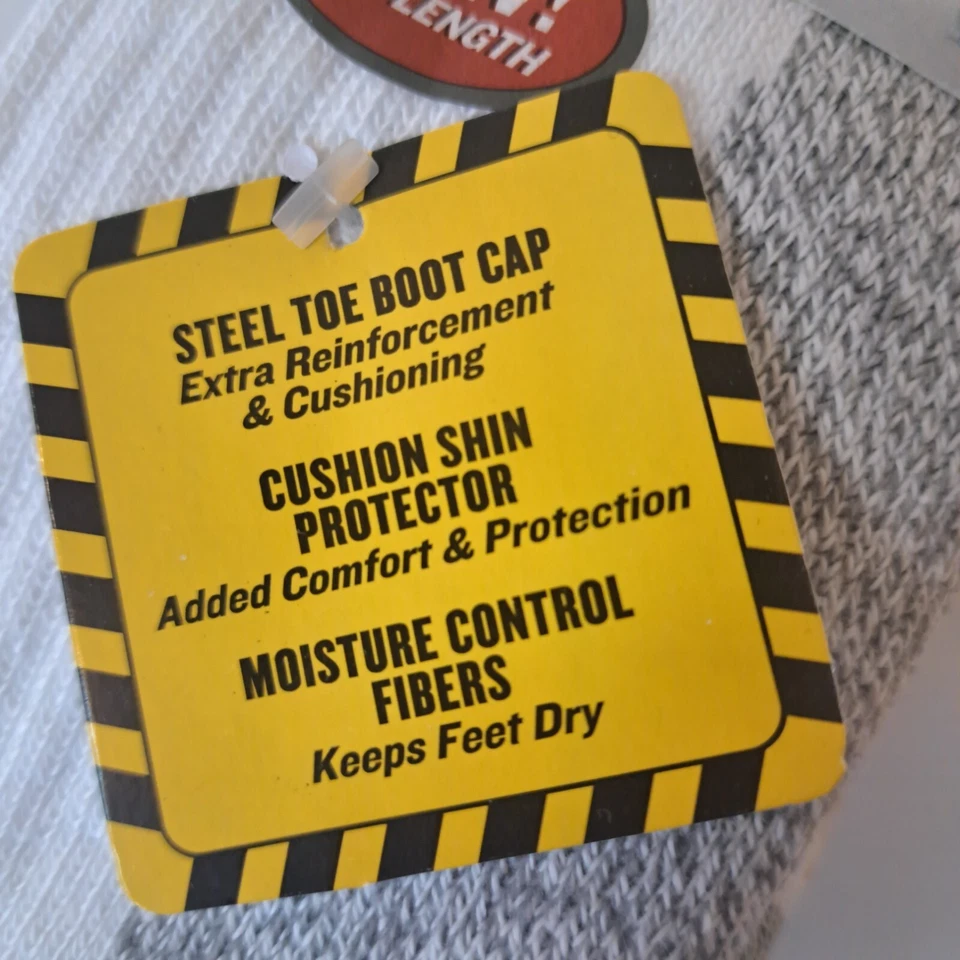 LENGTH
STEEL TOE BOOT CAP
Extra Reinforcement
& Cushioning
CUSHION SHIN
PROTECTOR
Added Comfort & Protection
MOISTURE CONTROL
FIBERS
Keeps Feet Dry